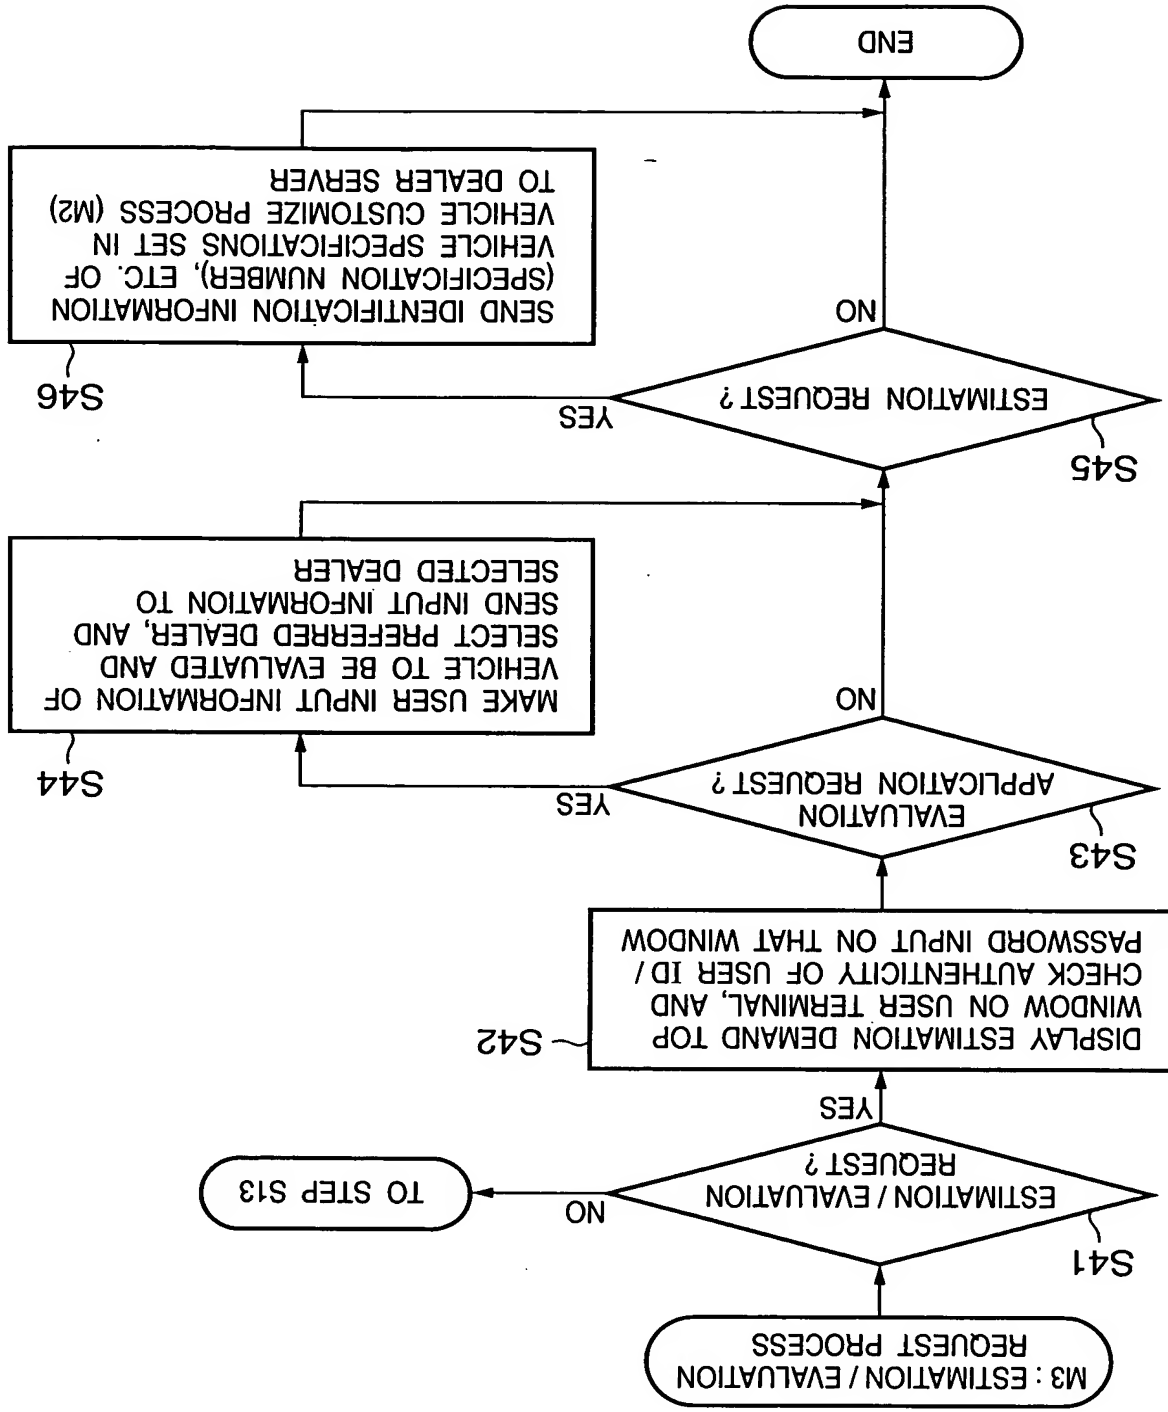 M3 : ESTIMATION / EVALUATION
REQUEST PROCESS
S41
ESTIMATION / EVALUATION
REQUEST ?
NO
TO STEP S13
YES
S42
DISPLAY ESTIMATION DEMAND TOP
WINDOW ON USER TERMINAL, AND
CHECK AUTHENTICITY OF USER ID /
PASSWORD INPUT ON THAT WINDOW
S43
EVALUATION
APPLICATION REQUEST ?
YES
NO
S44
MAKE USER INPUT INFORMATION OF
VEHICLE TO BE EVALUATED AND
SELECT PREFERRED DEALER, AND
SEND INPUT INFORMATION TO
SELECTED DEALER
S45
ESTIMATION REQUEST ?
YES
NO
S46
SEND IDENTIFICATION INFORMATION
(SPECIFICATION NUMBER), ETC. OF
VEHICLE SPECIFICATIONS SET IN
VEHICLE CUSTOMIZE PROCESS (M2)
TO DEALER SERVER
END